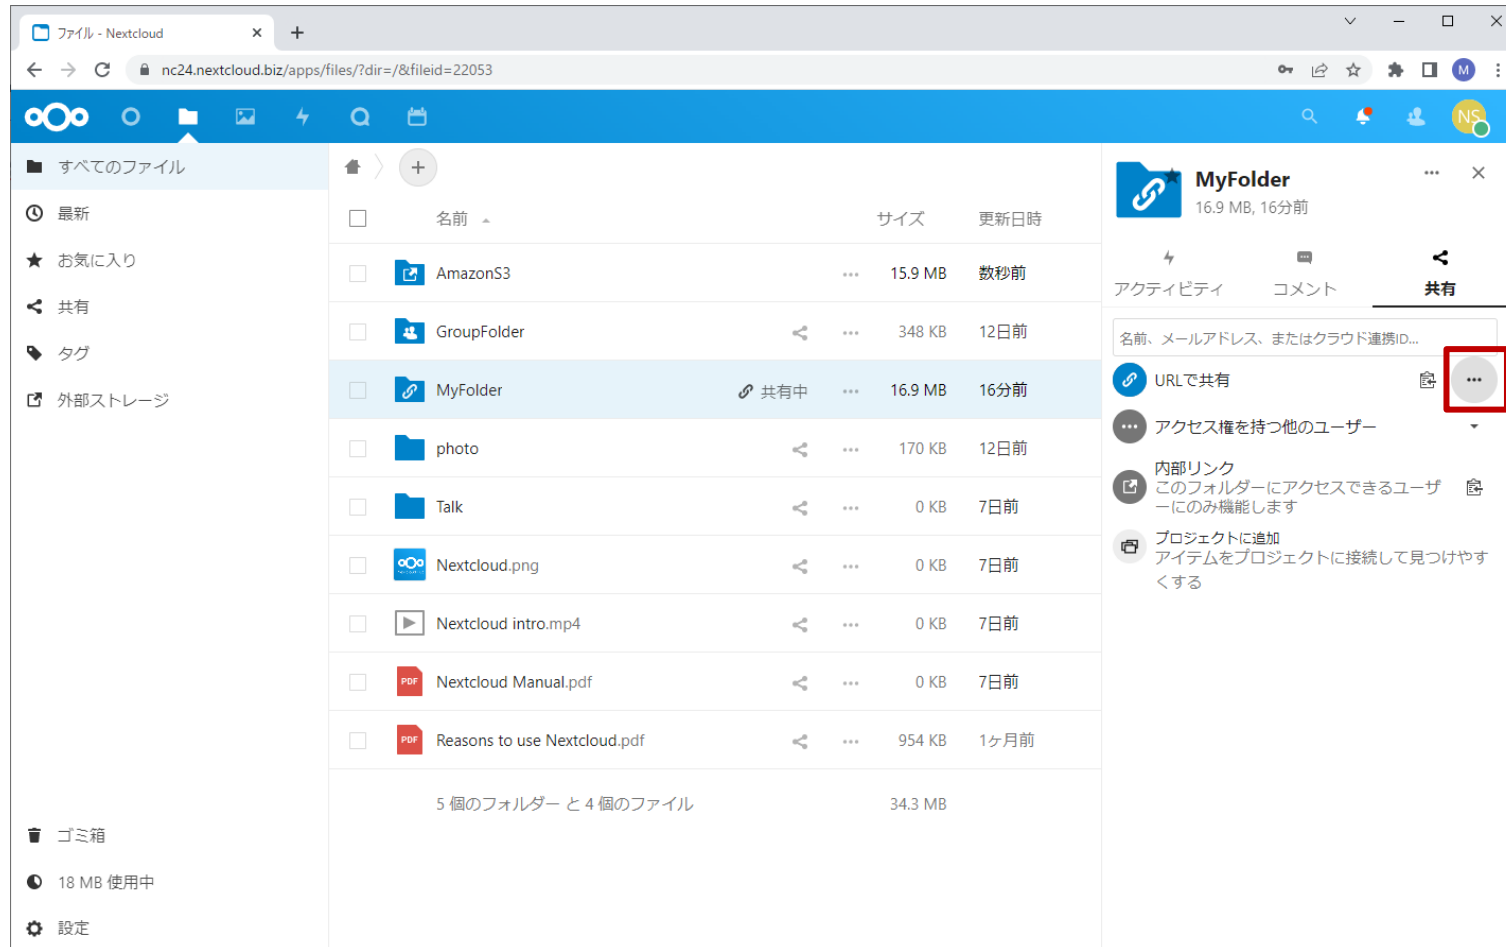 ファイル - Nextcloud
nc24.nextcloud.biz/apps/files/?dir=/&fileid=22053
M
NS
すべてのファイル
最新
お気に入り
共有
タグ
外部ストレージ
ゴミ箱
18 MB 使用中
設定
名前 サイズ 更新日時
AmazonS3 15.9 MB 数秒前
GroupFolder 348 KB 12日前
MyFolder 共有中 16.9 MB 16分前
photo 170 KB 12日前
Talk 0 KB 7日前
Nextcloud.png 0 KB 7日前
Nextcloud intro.mp4 0 KB 7日前
PDF Nextcloud Manual.pdf 0 KB 7日前
PDF Reasons to use Nextcloud.pdf 954 KB 1ヶ月前
5 個のフォルダー と 4 個のファイル 34.3 MB
MyFolder
16.9 MB, 16分前
アクティビティ コメント 共有
名前、メールアドレス、またはクラウド連携ID...
URLで共有
アクセス権を持つ他のユーザー
内部リンク
このフォルダーにアクセスできるユーザ
ーにのみ機能します
プロジェクトに追加
アイテムをプロジェクトに接続して見つけやす
くする